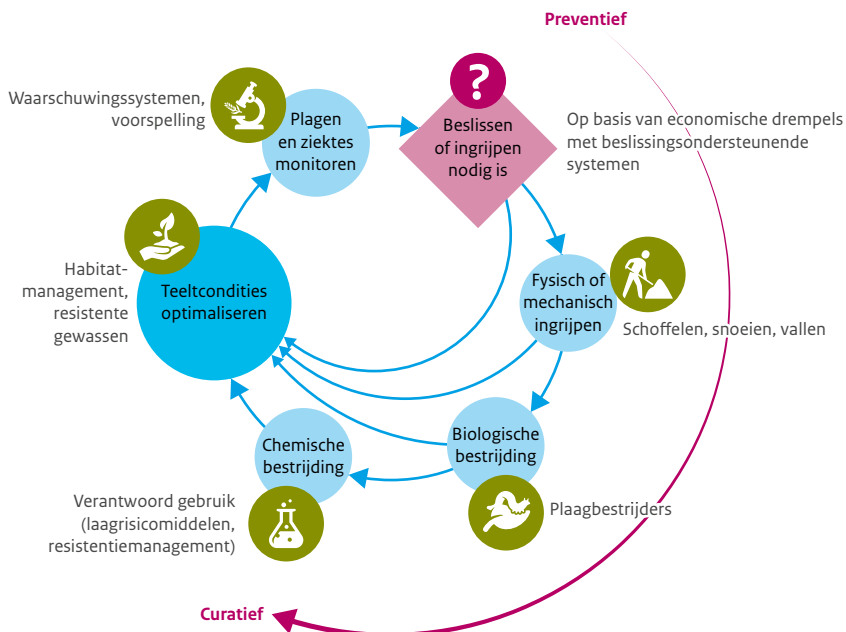 Preventief
Waarschuwingssystemen,
voorspelling
Plagen
en ziektes
monitoren
?
Beslissen
of ingrijpen
nodig is
Op basis van economische drempels
met beslissingsondersteunende
systemen
Habitat-
management,
resistente
gewassen
Teeltcondities
optimaliseren
Fysisch of
mechanisch
ingrijpen
Schoffelen, snoeien, vallen
Biologische
bestrijding
Plaagbestrijders
Chemische
bestrijding
Verantwoord gebruik
(laagrisicomiddelen,
resistentiemanagement)
Curatief